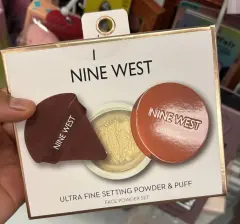 NINE WEST
NINE WEST
NINE WEST
ULTRA FINE SETTING POWDER & PUFF
FACE POWDER SET